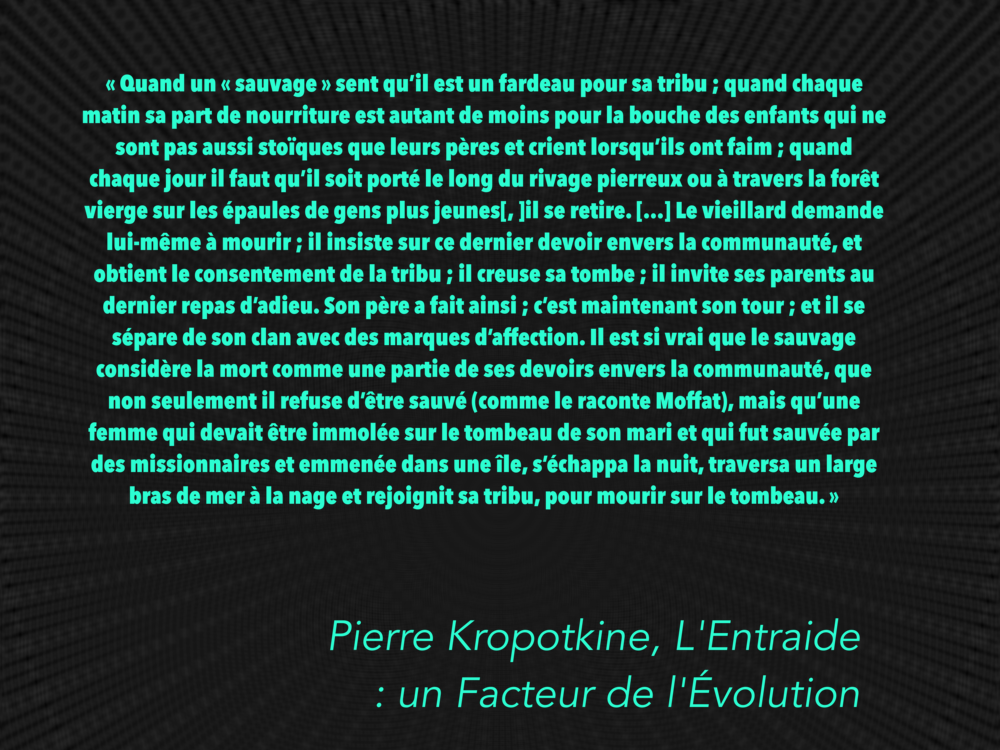 « Quand un « sauvage » sent qu’il est un fardeau pour sa tribu ; quand chaque
matin sa part de nourriture est autant de moins pour la bouche des enfants qui ne
sont pas aussi stoïques que leurs pères et crient lorsqu’ils ont faim ; quand
chaque jour il faut qu’il soit porté le long du rivage pierreux ou à travers la forêt
vierge sur les épaules de gens plus jeunes[, ]il se retire. [...] Le vieillard demande
lui-même à mourir ; il insiste sur ce dernier devoir envers la communauté, et
obtient le consentement de la tribu ; il creuse sa tombe ; il invite ses parents au
dernier repas d’adieu. Son père a fait ainsi ; c’est maintenant son tour ; et il se
sépare de son clan avec des marques d’affection. Il est si vrai que le sauvage
considère la mort comme une partie de ses devoirs envers la communauté, que
non seulement il refuse d’être sauvé (comme le raconte Moffat), mais qu’une
femme qui devait être immolée sur le tombeau de son mari et qui fut sauvée par
des missionnaires et emmenée dans une île, s’échappa la nuit, traversa un large
bras de mer à la nage et rejoignit sa tribu, pour mourir sur le tombeau. »
Pierre Kropotkine, L'Entraide
: un Facteur de l'Évolution